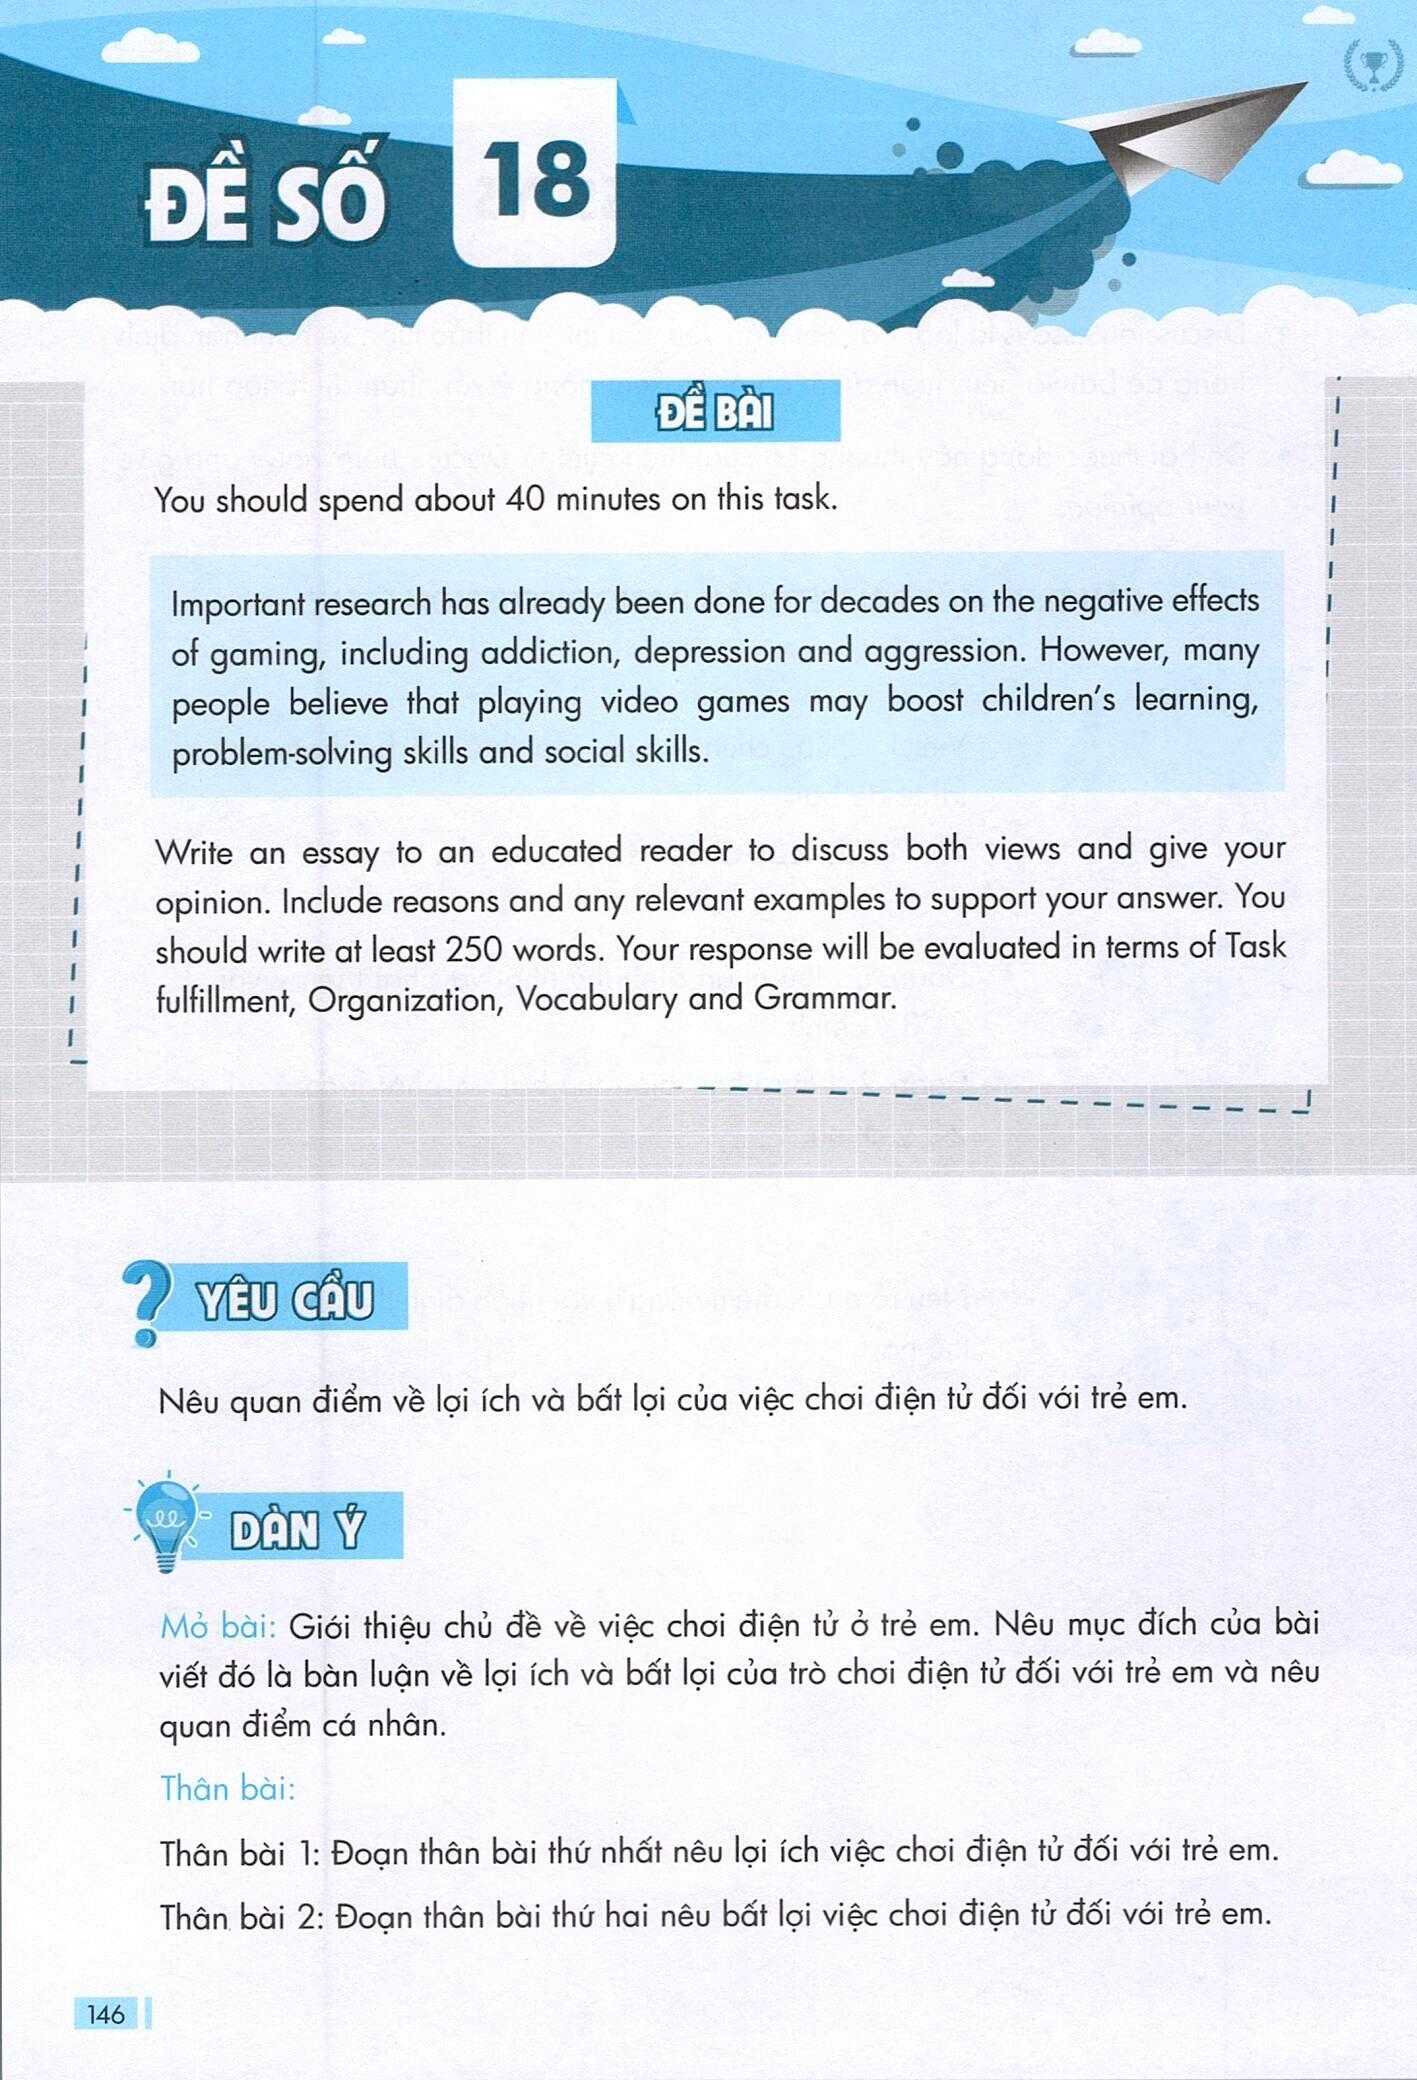 ĐỀ SỐ 18
ĐỀ BÀI
You should spend about 40 minutes on this task.
Important research has already been done for decades on the negative effects
of gaming, including addiction, depression and aggression. However, many
people believe that playing video games may boost children's learning,
problem-solving skills and social skills.
Write an essay to an educated reader to discuss both views and give your
opinion. Include reasons and any relevant examples to support your answer. You
should write at least 250 words. Your response will be evaluated in terms of Task
fulfillment, Organization, Vocabulary and Grammar.
? YÊU CẦU
Nêu quan điểm về lợi ích và bất lợi của việc chơi điện tử đối với trẻ em.
DÀN Ý
Mở bài: Giới thiệu chủ đề về việc chơi điện tử ở trẻ em. Nêu mục đích của bài
viết đó là bàn luận về lợi ích và bất lợi của trò chơi điện tử đối với trẻ em và nêu
quan điểm cá nhân.
Thân bài:
Thân bài 1: Đoạn thân bài thứ nhất nêu lợi ích việc chơi điện tử đối với trẻ em.
Thân bài 2: Đoạn thân bài thứ hai nêu bất lợi việc chơi điện tử đối với trẻ em.
146